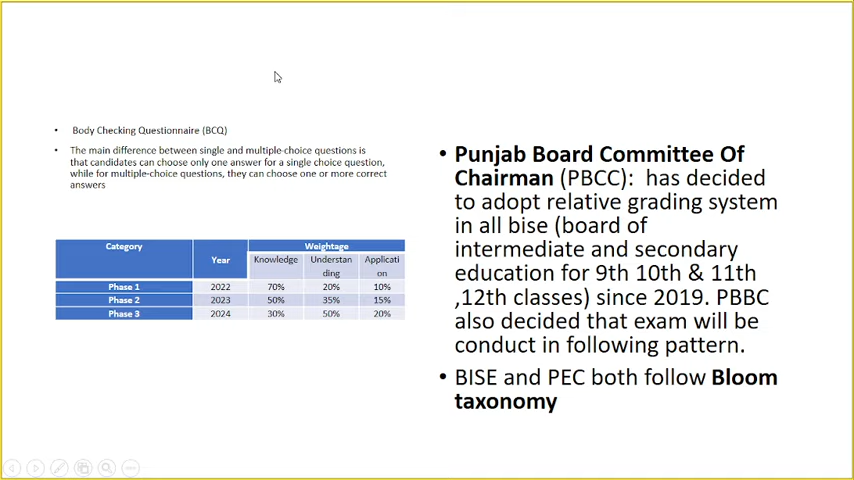 • Body Checking Questionnaire (BCQ)
• The main difference between single and multiple-choice questions is
that candidates can choose only one answer for a single choice question,
while for multiple-choice questions, they can choose one or more correct
answers
Category Year Weightage
Knowledge Understan Applicati
ding on
Phase 1 2022 70% 20% 10%
Phase 2 2023 50% 35% 15%
Phase 3 2024 30% 50% 20%
• Punjab Board Committee Of
Chairman (PBCC): has decided
to adopt relative grading system
in all bise (board of
intermediate and secondary
education for 9th 10th & 11th
,12th classes) since 2019. PBBC
also decided that exam will be
conduct in following pattern.
• BISE and PEC both follow Bloom
taxonomy